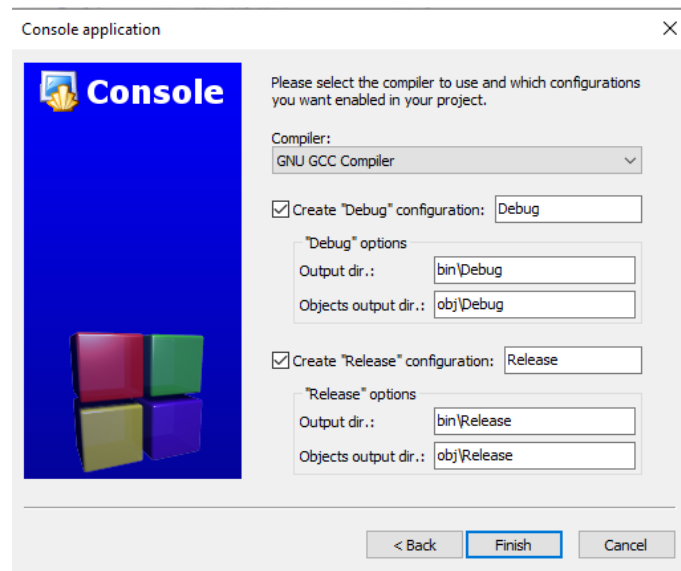 Console application
Console
Please select the compiler to use and which configurations
you want enabled in your project.
Compiler:
GNU GCC Compiler
Create "Debug" configuration: Debug
"Debug" options
Output dir.: bin\Debug
Objects output dir.: obj\Debug
Create "Release" configuration: Release
"Release" options
Output dir.: bin\Release
Objects output dir.: obj\Release
< Back Finish Cancel